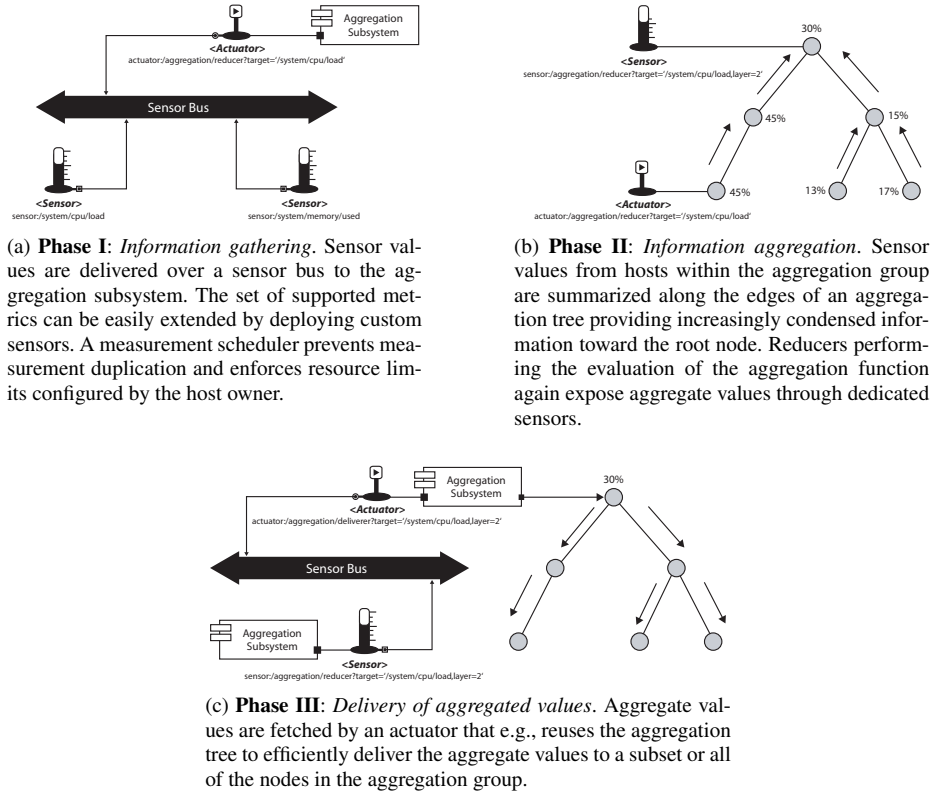 Aggregation
Subsystem
<Actuator>
actuator:/aggregation/reducer?target='/system/cpu/load'
Sensor Bus
<Sensor>
sensor:/system/cpu/load
<Sensor>
sensor:/system/memory/used
(a) Phase I: Information gathering. Sensor val-
ues are delivered over a sensor bus to the ag-
gregation subsystem. The set of supported met-
rics can be easily extended by deploying custom
sensors. A measurement scheduler prevents mea-
surement duplication and enforces resource lim-
its configured by the host owner.
30%
<Sensor>
sensor:/aggregation/reducer?target='/system/cpu/load,layer=2'
45%
15%
45%
13%
17%
<Actuator>
actuator:/aggregation/reducer?target='/system/cpu/load'
(b) Phase II: Information aggregation. Sensor
values from hosts within the aggregation group
are summarized along the edges of an aggrega-
tion tree providing increasingly condensed infor-
mation toward the root node. Reducers perform-
ing the evaluation of the aggregation function
again expose aggregate values through dedicated
sensors.
Aggregation
Subsystem
<Actuator>
actuator:/aggregation/deliverer?target='/system/cpu/load,layer=2'
30%
Sensor Bus
Aggregation
Subsystem
<Sensor>
sensor:/aggregation/reducer?target='/system/cpu/load,layer=2'
(c) Phase III: Delivery of aggregated values. Aggregate val-
ues are fetched by an actuator that e.g., reuses the aggregation
tree to efficiently deliver the aggregate values to a subset or all
of the nodes in the aggregation group.